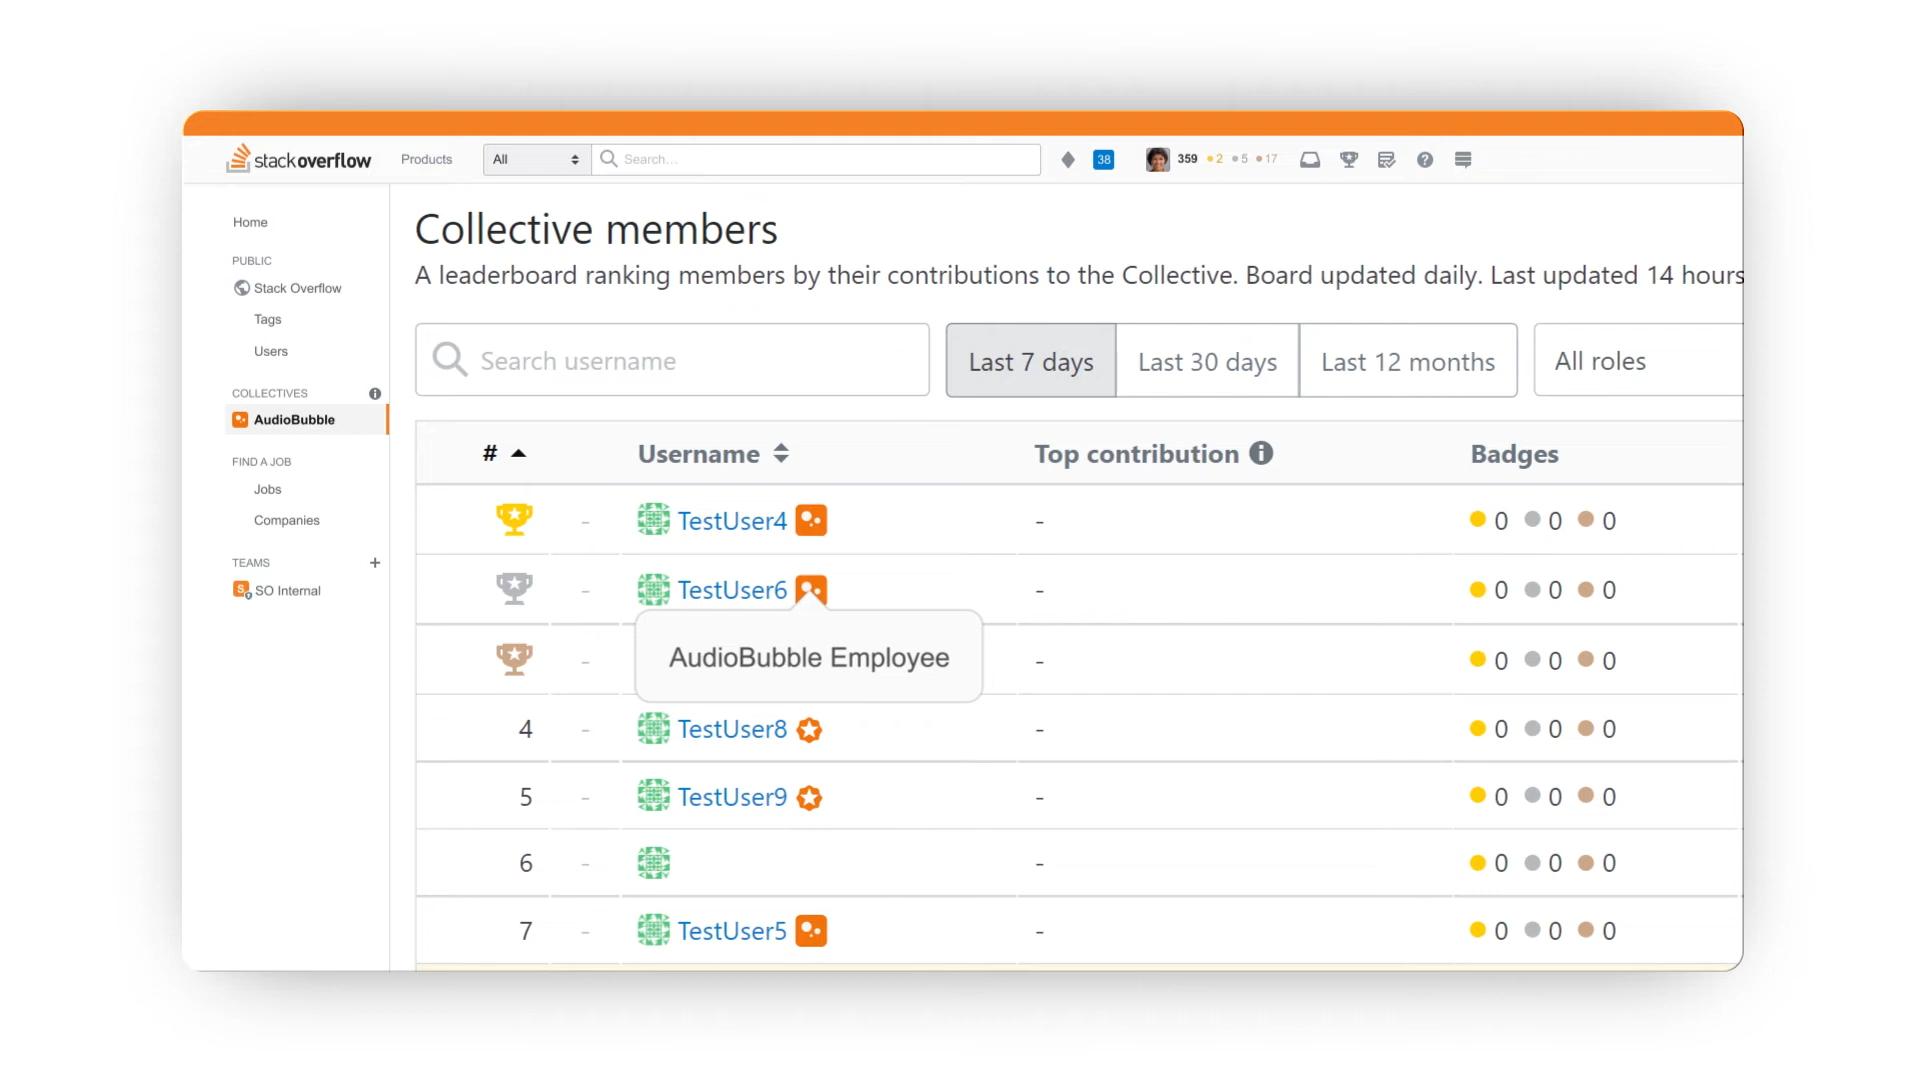 stackoverflow Products All Search... 38 359 2 5 17
Home
PUBLIC
Stack Overflow
Tags
Users
COLLECTIVES
AudioBubble
FIND A JOB
Jobs
Companies
TEAMS +
SO Internal
Collective members
A leaderboard ranking members by their contributions to the Collective. Board updated daily. Last updated 14 hours
Search username Last 7 days Last 30 days Last 12 months All roles
# Username Top contribution Badges
- TestUser4 - 0 0 0
- TestUser6 - 0 0 0
AudioBubble Employee
- - 0 0 0
4 - TestUser8 - 0 0 0
5 - TestUser9 - 0 0 0
6 - - 0 0 0
7 - TestUser5 - 0 0 0